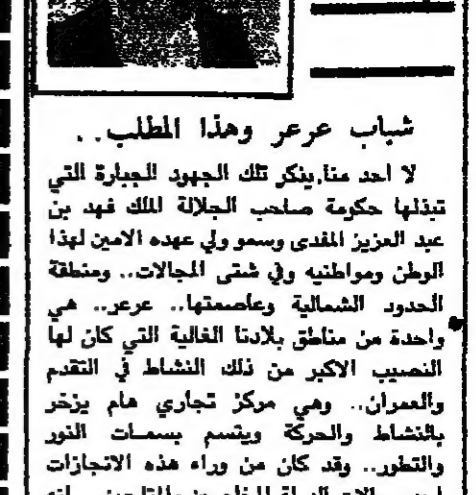 شباب عرعر وهذا المطلب..
لا احد منا ينكر تلك الجهود الجبارة التي
تبذلها حكومة صاحب الجلالة الملك فهد بن
عبد العزيز المفدى وسمو ولي عهده الامين لهذا
الوطن ومواطنيه وفي شتى المجالات.. ومنطقة
الحدود الشمالية وعاصمتها.. عرعر.. هي
واحدة من مناطق بلادنا الغالية التي كان لها
النصيب الاكبر من ذلك النشاط في التقدم
والعمران.. وهي مركز تجاري هام يزخر
بالنشاط والحركة ويتسم بسمات النور
والتطور.. وقد كان من وراء هذه الانجازات